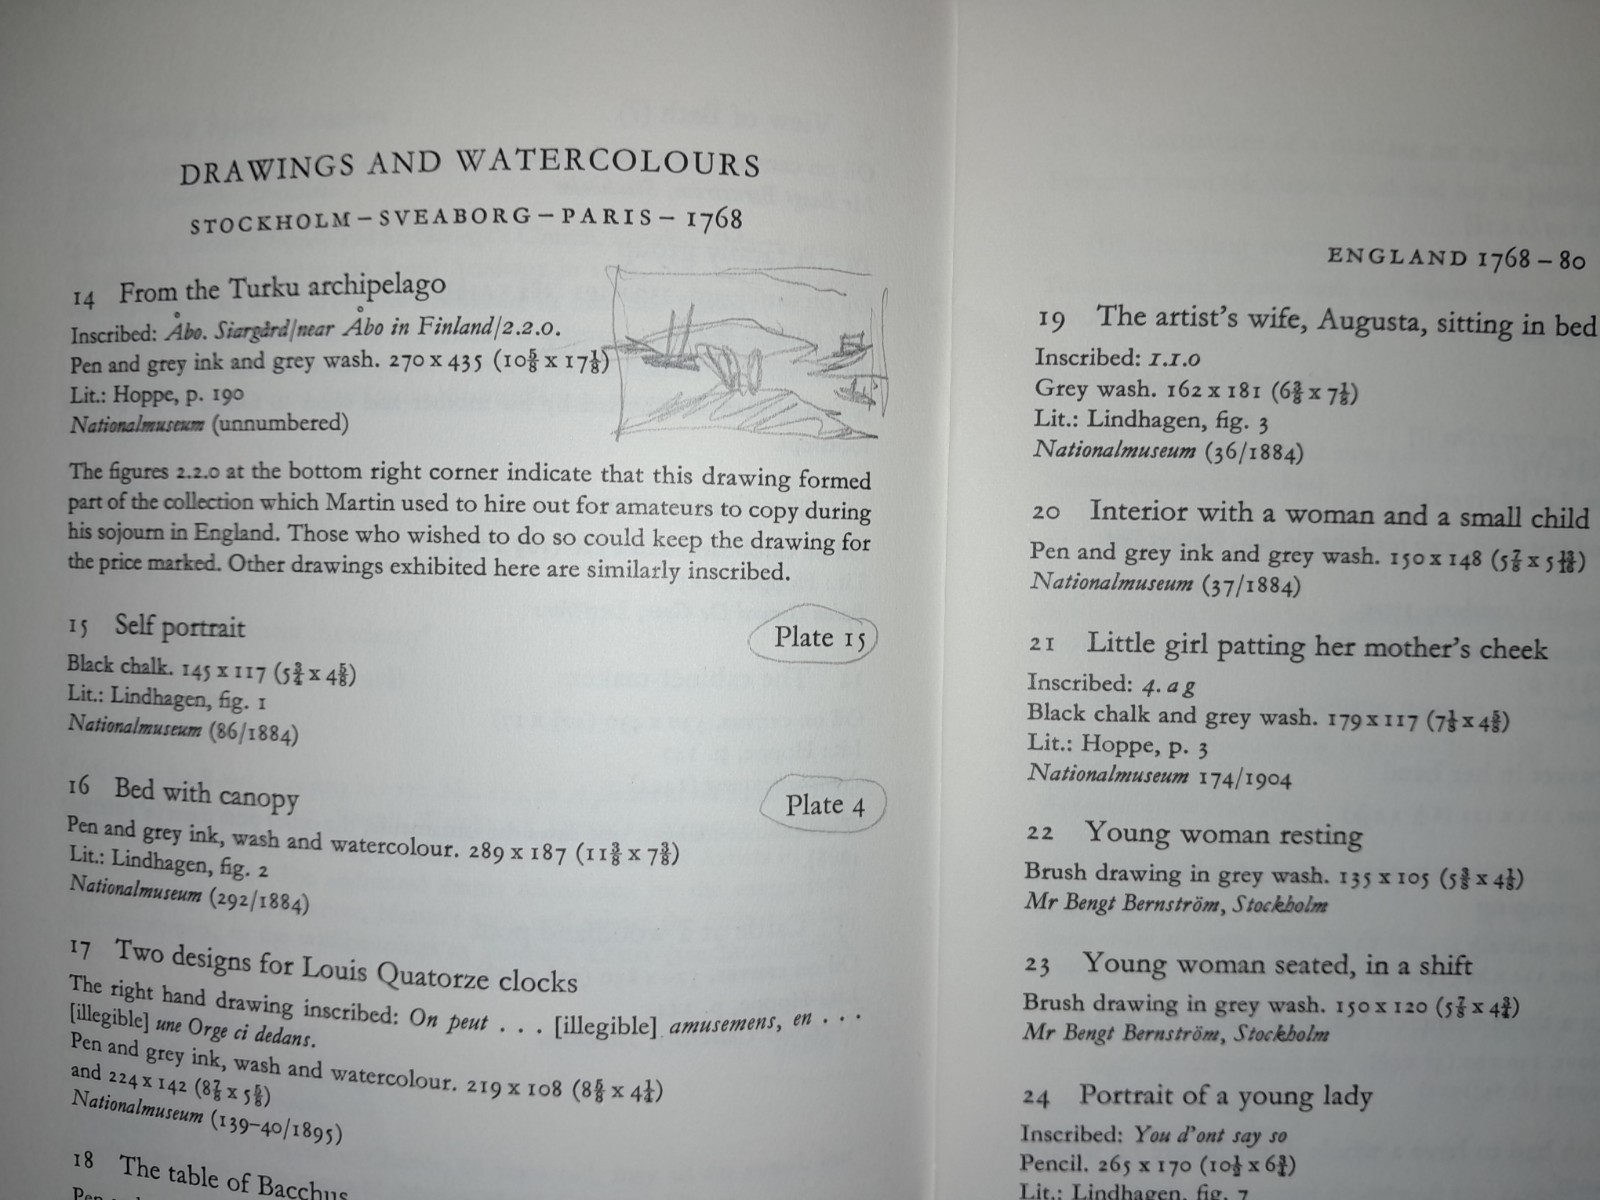 DRAWINGS AND WATERCOLOURS
STOCKHOLM – SVEABORG – PARIS – 1768
14 From the Turku archipelago
Inscribed: Åbo. Siargård/near Åbo in Finland/2.2.0.
Pen and grey ink and grey wash. 270 x 435 (10⅝ x 17⅛)
Lit.: Hoppe, p. 190
Nationalmuseum (unnumbered)
The figures 2.2.0 at the bottom right corner indicate that this drawing formed
part of the collection which Martin used to hire out for amateurs to copy during
his sojourn in England. Those who wished to do so could keep the drawing for
the price marked. Other drawings exhibited here are similarly inscribed.
15 Self portrait
Plate 15
Black chalk. 145 x 117 (5¾ x 4⅝)
Lit.: Lindhagen, fig. 1
Nationalmuseum (86/1884)
16 Bed with canopy
Plate 4
Pen and grey ink, wash and watercolour. 289 x 187 (11⅜ x 7⅜)
Lit.: Lindhagen, fig. 2
Nationalmuseum (292/1884)
17 Two designs for Louis Quatorze clocks
The right hand drawing inscribed: On peut . . . [illegible] amusemens, en . . .
[illegible] une Orge ci dedans.
Pen and grey ink, wash and watercolour. 219 x 108 (8⅝ x 4¼)
and 224 x 142 (8⅞ x 5⅝)
Nationalmuseum (139–40/1895)
18 The table of Bacchus
ENGLAND 1768 – 80
19 The artist's wife, Augusta, sitting in bed
Inscribed: 1.1.0
Grey wash. 162 x 181 (6⅜ x 7⅛)
Lit.: Lindhagen, fig. 3
Nationalmuseum (36/1884)
20 Interior with a woman and a small child
Pen and grey ink and grey wash. 150 x 148 (5⅞ x 5 13/16)
Nationalmuseum (37/1884)
21 Little girl patting her mother's cheek
Inscribed: 4. a g
Black chalk and grey wash. 179 x 117 (7⅛ x 4⅝)
Lit.: Hoppe, p. 3
Nationalmuseum 174/1904
22 Young woman resting
Brush drawing in grey wash. 135 x 105 (5⅜ x 4⅛)
Mr Bengt Bernström, Stockholm
23 Young woman seated, in a shift
Brush drawing in grey wash. 150 x 120 (5⅞ x 4¾)
Mr Bengt Bernström, Stockholm
24 Portrait of a young lady
Inscribed: You d'ont say so
Pencil. 265 x 170 (10½ x 6¾)
Lit.: Lindhagen, fig. 7